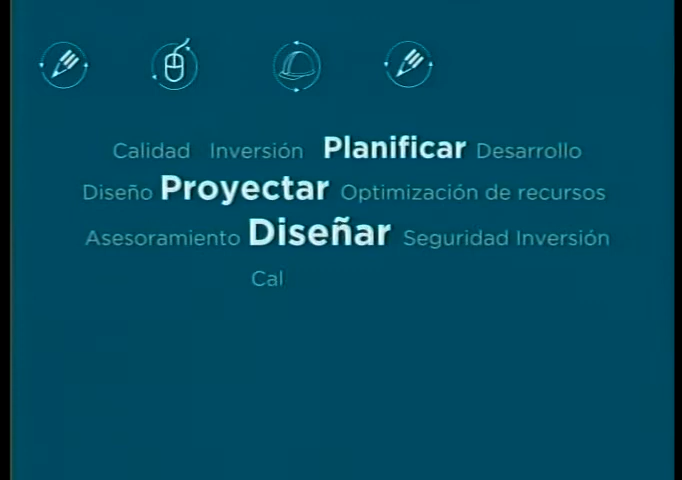 Calidad Inversión Planificar Desarrollo
Diseño Proyectar Optimización de recursos
Asesoramiento Diseñar Seguridad Inversión
Cal